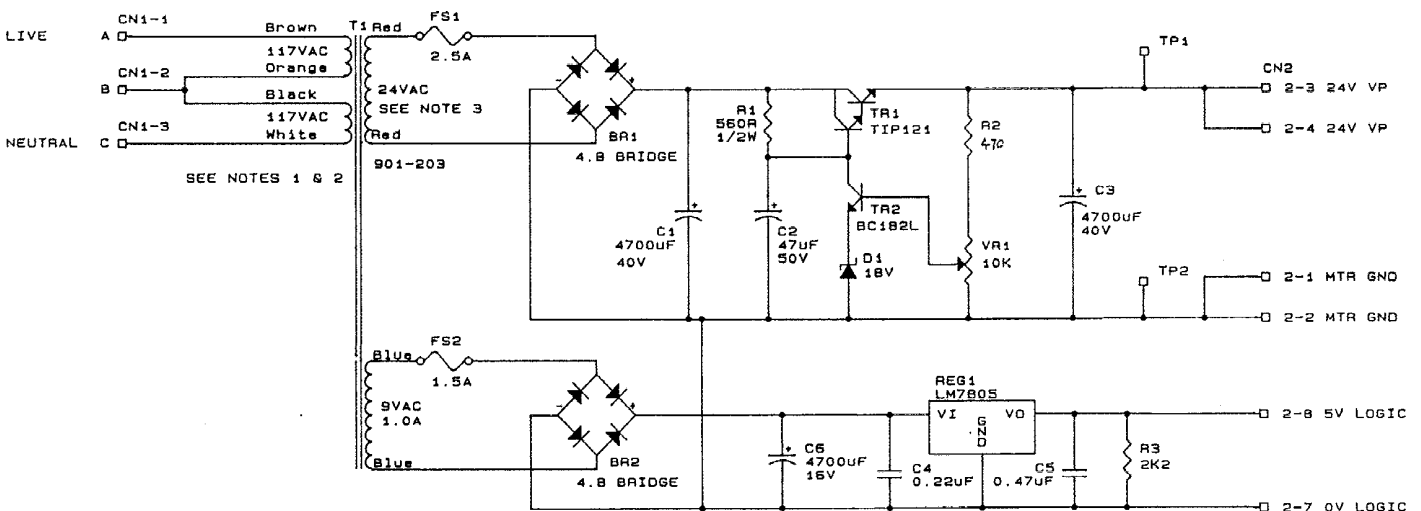 LIVE
A
CN1-1
Brown
117VAC
Orange
B
CN1-2
Black
117VAC
White
NEUTRAL
C
CN1-3
SEE NOTES 1 & 2
T1
Red
24VAC
SEE NOTE 3
Red
901-203
FS1
2.5A
-
+
BR1
4.8 BRIDGE
+
C1
4700uF
40V
R1
560R
1/2W
+
C2
47uF
50V
TR1
TIP121
TR2
BC182L
D1
18V
R2
470
VR1
10K
+
C3
4700uF
40V
TP1
TP2
CN2
2-3 24V VP
2-4 24V VP
2-1 MTR GND
2-2 MTR GND
Blue
9VAC
1.0A
Blue
FS2
1.5A
-
+
BR2
4.8 BRIDGE
+
C6
4700uF
16V
C4
0.22uF
REG1
LM7805
VI
VO
GND
C5
0.47uF
R3
2K2
2-8 5V LOGIC
2-7 0V LOGIC